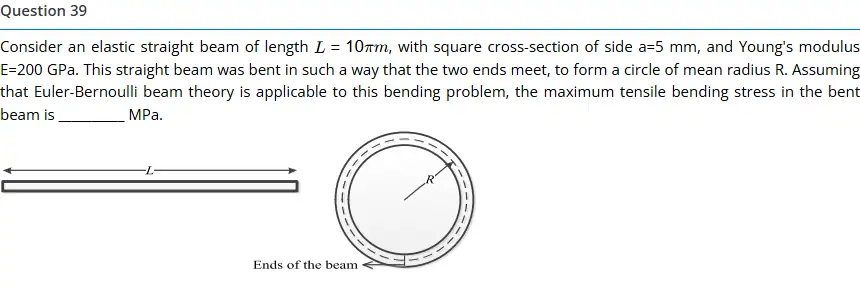 Question 39
Consider an elastic straight beam of length L = 10πm, with square cross-section of side a=5 mm, and Young's modulus
E=200 GPa. This straight beam was bent in such a way that the two ends meet, to form a circle of mean radius R. Assuming
that Euler-Bernoulli beam theory is applicable to this bending problem, the maximum tensile bending stress in the bent
beam is _________ MPa.
L
R
Ends of the beam